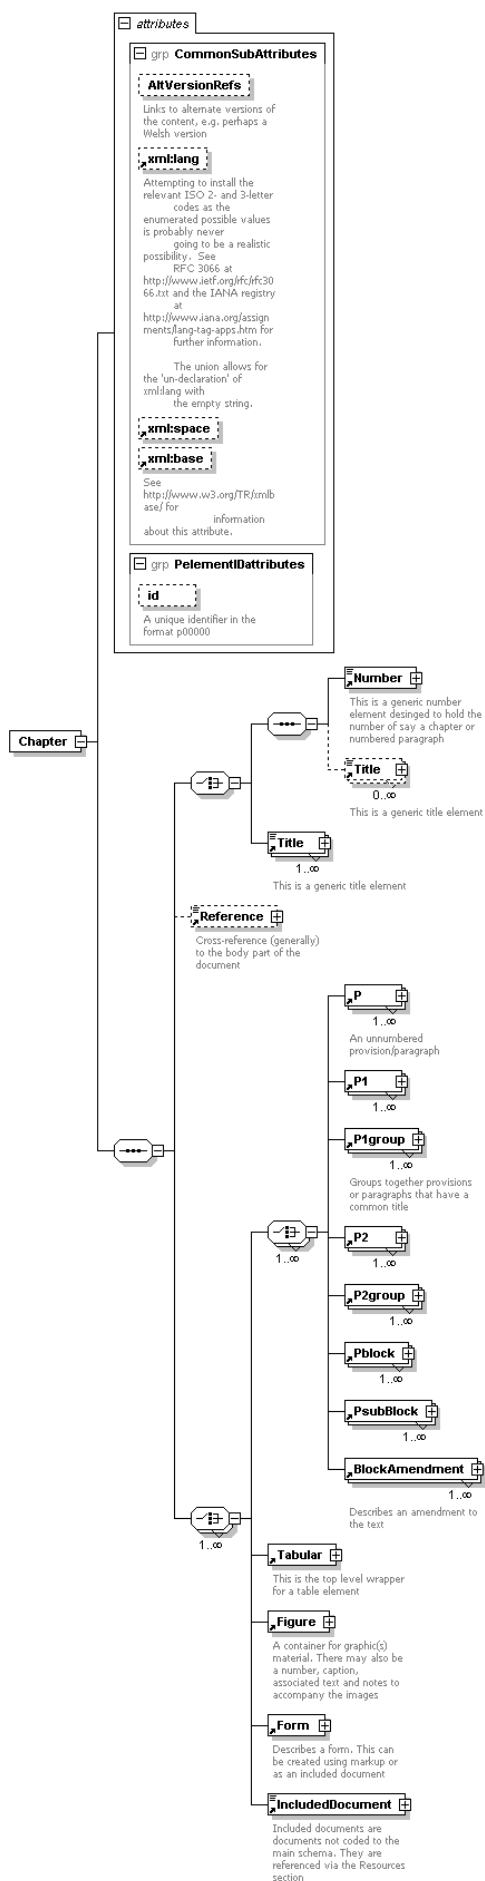 attributes
grp CommonSubAttributes
AltVersionRefs
Links to alternate versions of
the content, e.g. perhaps a
Welsh version
xml:lang
Attempting to install the
relevant ISO 2- and 3-letter
codes as the
enumerated possible values
is probably never
going to be a realistic
possibility. See
RFC 3066 at
http://www.ietf.org/rfc/rfc30
66.txt and the IANA registry
at
http://www.iana.org/assign
ments/lang-tag-apps.htm for
further information.
The union allows for
the 'un-declaration' of
xml:lang with
the empty string.
xml:space
xml:base
See
http://www.w3.org/TR/xmlb
ase/ for
information
about this attribute.
grp PelementIDattributes
id
A unique identifier in the
format p00000
Chapter
Number
This is a generic number
element desinged to hold the
number of say a chapter or
numbered paragraph
Title
0..∞
This is a generic title element
Title
1..∞
This is a generic title element
Reference
Cross-reference (generally)
to the body part of the
document
P
1..∞
An unnumbered
provision/paragraph
P1
1..∞
P1group
1..∞
Groups together provisions
or paragraphs that have a
common title
1..∞
P2
1..∞
P2group
1..∞
Pblock
1..∞
PsubBlock
1..∞
BlockAmendment
1..∞
Describes an amendment to
the text
1..∞
Tabular
This is the top level wrapper
for a table element
Figure
A container for graphic(s)
material. There may also be
a number, caption,
associated text and notes to
accompany the images
Form
Describes a form. This can
be created using markup or
as an included document
IncludedDocument
Included documents are
documents not coded to the
main schema. They are
referenced via the Resources
section